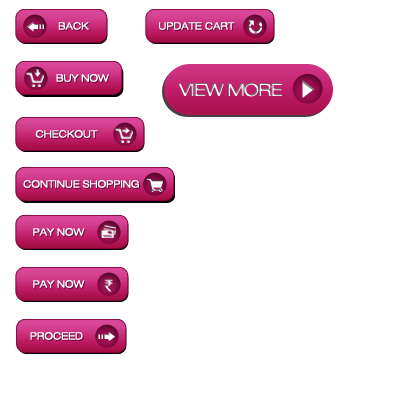 BACK
UPDATE CART
BUY NOW
VIEW MORE
CHECKOUT
CONTINUE SHOPPING
PAY NOW
PAY NOW
₹
PROCEED